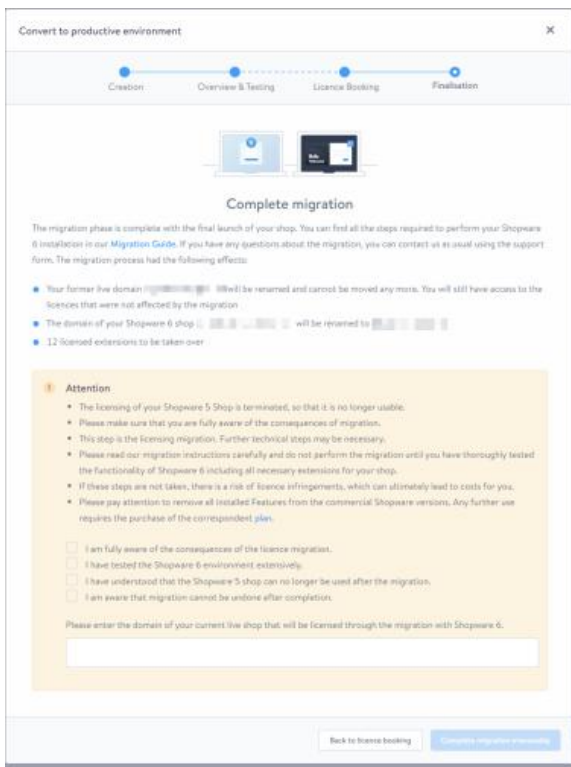 Convert to productive environment
Creation
Overview & Testing
Licence Booking
Finalisation
Complete migration
The migration phase is complete with the final launch of your shop. You can find all the steps required to perform your Shopware
6 installation in our Migration Guide. If you have any questions about the migration, you can contact us as usual using the support
form. The migration process had the following effects:
Your former live domain will be renamed and cannot be moved any more. You will still have access to the
licences that were not affected by the migration
The domain of your Shopware 6 shop will be renamed to
12 licensed extensions to be taken over
Attention
The licensing of your Shopware 5 Shop is terminated, so that it is no longer usable.
Please make sure that you are fully aware of the consequences of migration.
This step is the licensing migration. Further technical steps may be necessary.
Please read our migration instructions carefully and do not perform the migration until you have thoroughly tested
the functionality of Shopware 6 including all necessary extensions for your shop.
If these steps are not taken, there is a risk of licence infringements, which can ultimately lead to costs for you.
Please pay attention to remove all installed Features from the commercial Shopware versions. Any further use
requires the purchase of the correspondent plan.
I am fully aware of the consequences of the licence migration.
I have tested the Shopware 6 environment extensively.
I have understood that the Shopware 5 shop can no longer be used after the migration.
I am aware that migration cannot be undone after completion.
Please enter the domain of your current live shop that will be licensed through the migration with Shopware 6.
Back to licence booking
Complete migration